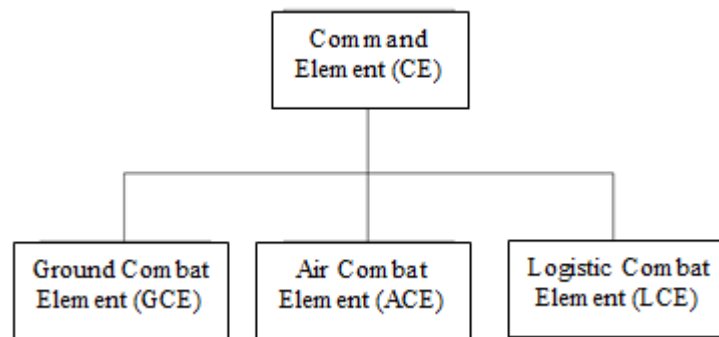 Command
Element (CE)
Ground Combat
Element (GCE)
Air Combat
Element (ACE)
Logistic Combat
Element (LCE)